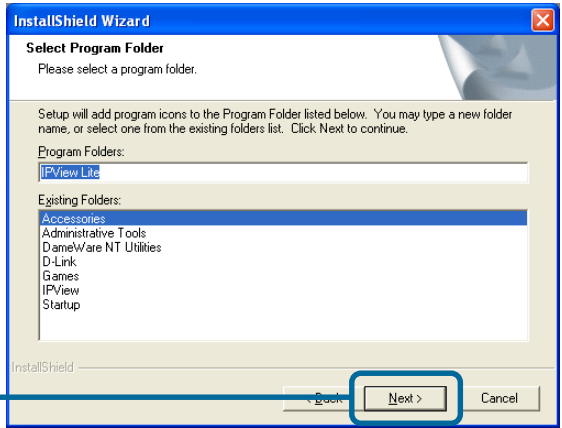 InstallShield Wizard
Select Program Folder
Please select a program folder.
Setup will add program icons to the Program Folder listed below. You may type a new folder
name, or select one from the existing folders list. Click Next to continue.
Program Folders:
IPView Lite
Existing Folders:
Accessories
Administrative Tools
DameWare NT Utilities
D-Link
Games
IPView
Startup
InstallShield
< Back Next > Cancel